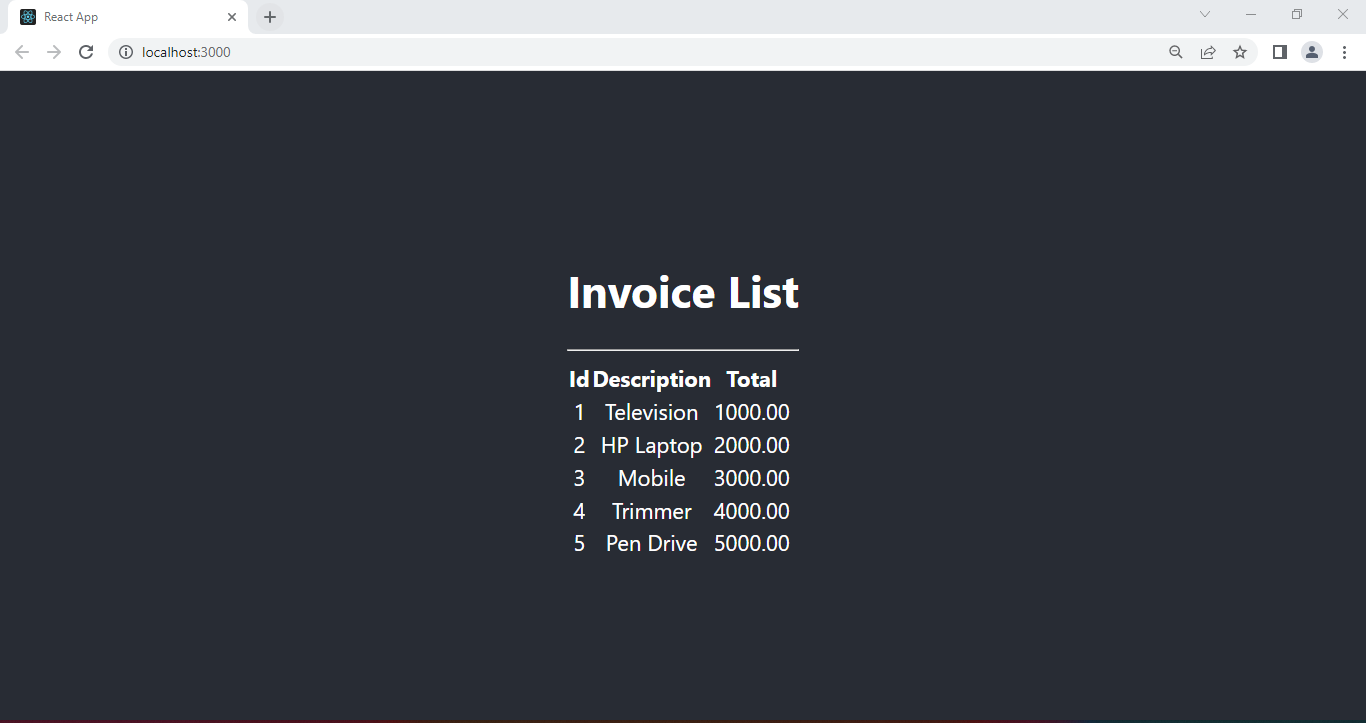 React App
localhost:3000
Invoice List
Id Description Total
1 Television 1000.00
2 HP Laptop 2000.00
3 Mobile 3000.00
4 Trimmer 4000.00
5 Pen Drive 5000.00